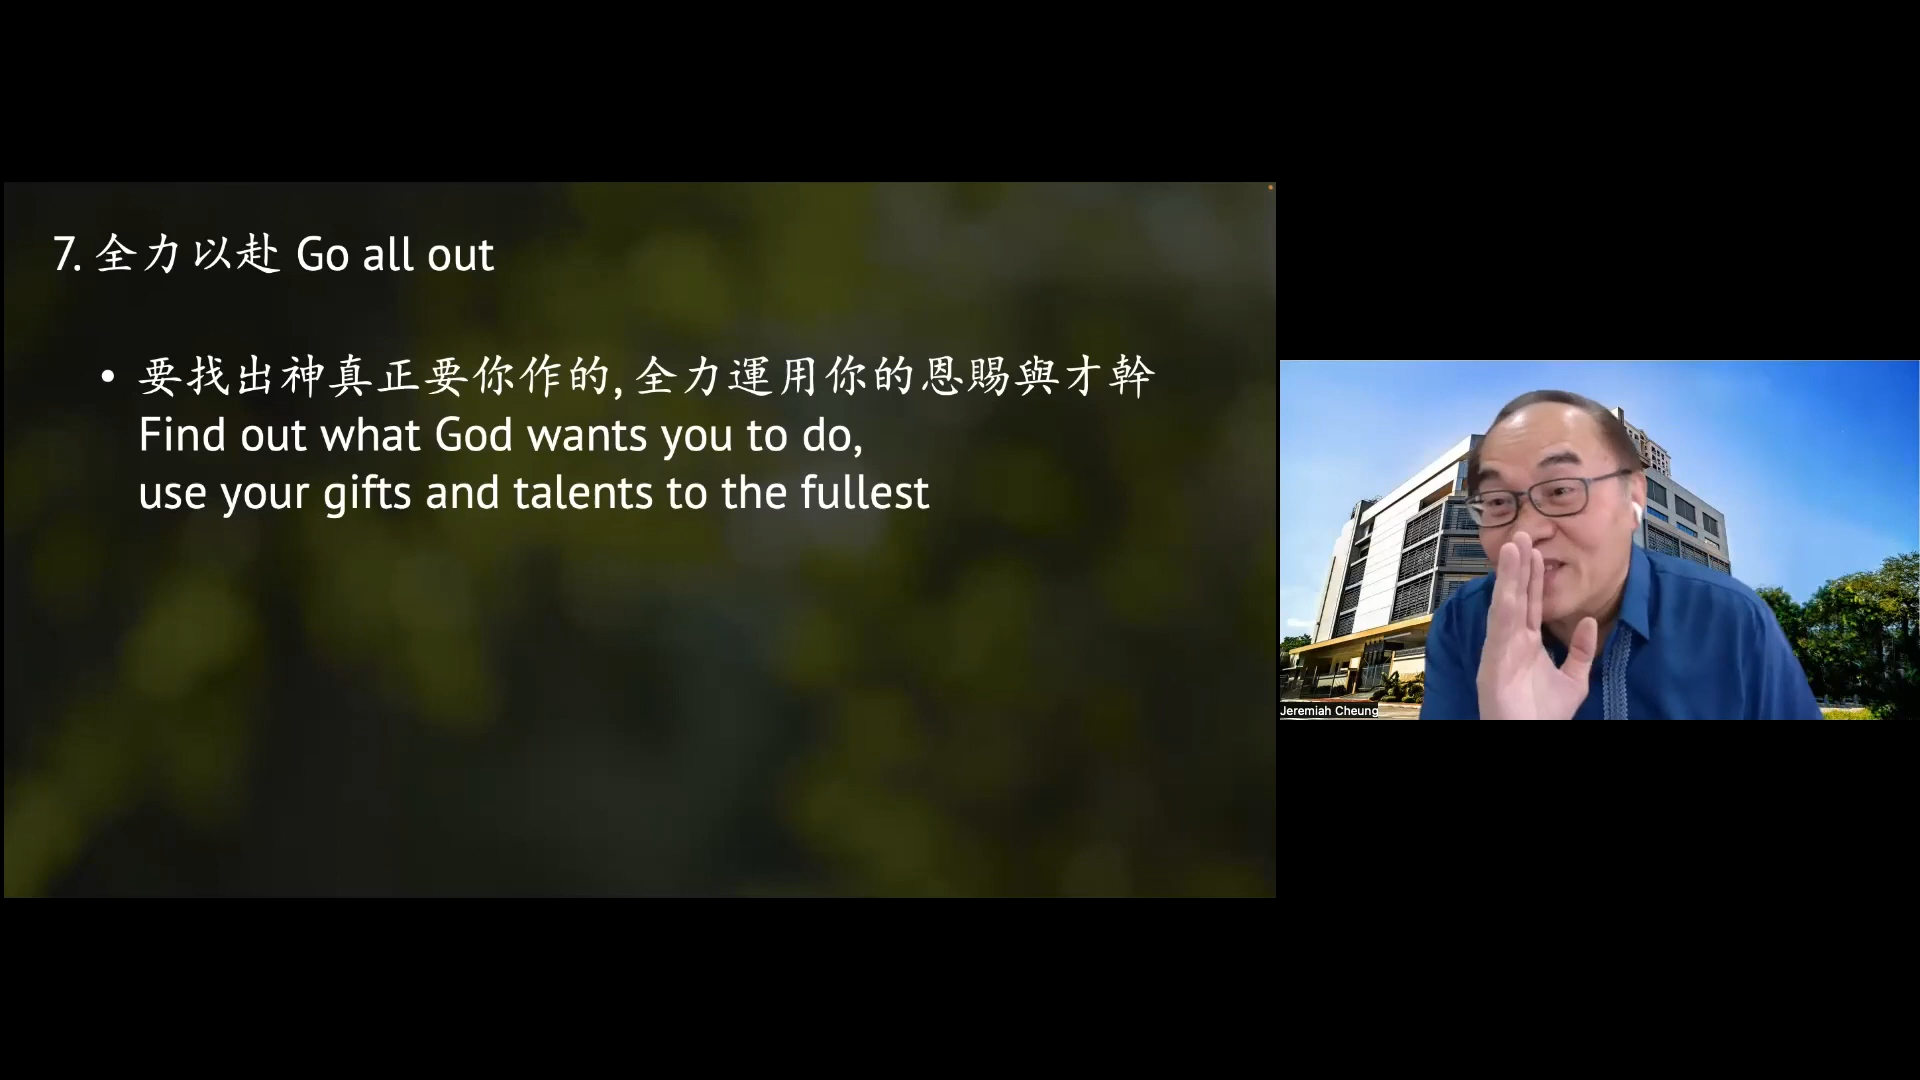 7. 全力以赴 Go all out
• 要找出神真正要你作的, 全力運用你的恩賜與才幹
Find out what God wants you to do,
use your gifts and talents to the fullest
Jeremiah Cheung